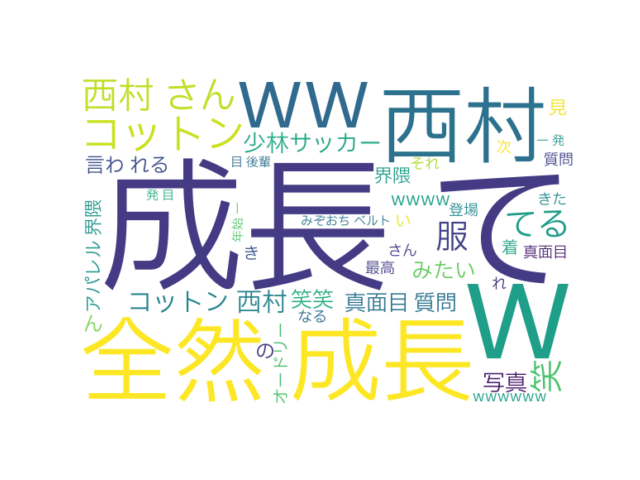 西村 さん
ww
西村
見
コットン
少林サッカー
それ
次
一 発
言わ れる
目 後輩
界隈
質問
成長 て
発 目
wwww
登場
きた
アパレル 界隈
年始 一
みぞおち ベルト
い
服
てる
き
さん
着
真面目
最高
みたい
れ
コットン 西村
笑笑
真面目 質問
w
ん
なる
全然 成長
の
オードリー
写真
笑
wwwwww